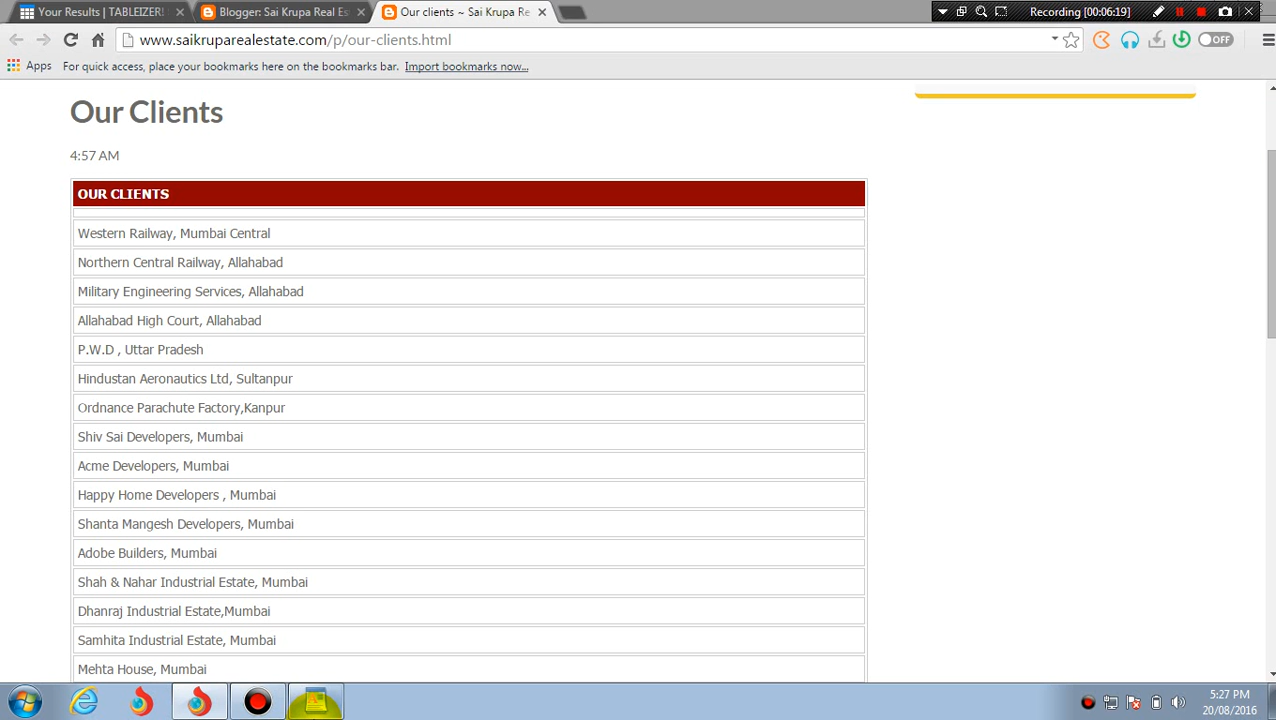 Your Results | TABLEIZER!
Blogger: Sai Krupa Real Es
Our clients ~ Sai Krupa Re
Recording [00:06:19]
www.saikruparealestate.com/p/our-clients.html
OFF
Apps
For quick access, place your bookmarks here on the bookmarks bar. Import bookmarks now...
Our Clients
4:57 AM
OUR CLIENTS
Western Railway, Mumbai Central
Northern Central Railway, Allahabad
Military Engineering Services, Allahabad
Allahabad High Court, Allahabad
P.W.D , Uttar Pradesh
Hindustan Aeronautics Ltd, Sultanpur
Ordnance Parachute Factory,Kanpur
Shiv Sai Developers, Mumbai
Acme Developers, Mumbai
Happy Home Developers , Mumbai
Shanta Mangesh Developers, Mumbai
Adobe Builders, Mumbai
Shah & Nahar Industrial Estate, Mumbai
Dhanraj Industrial Estate,Mumbai
Samhita Industrial Estate, Mumbai
Mehta House, Mumbai
5:27 PM
20/08/2016